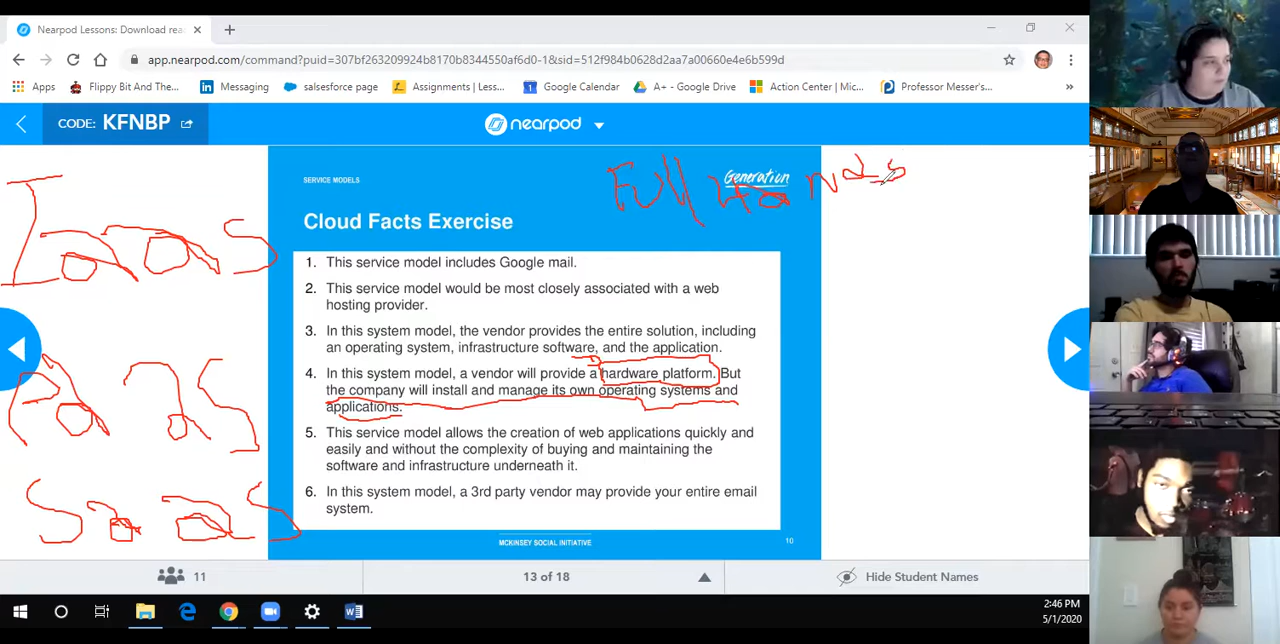 Nearpod Lessons: Download rea
app.nearpod.com/command?puid=307bf263209924b8170b8344550af6d0-1&sid=512f984b0628d2aa7a00660e4e6b599d
Apps Flippy Bit And The... Messaging salesforce page Assignments | Less... Google Calendar A+ - Google Drive Action Center | Mic... Professor Messer's... »
CODE: KFNBP nearpod
SERVICE MODELS Generation
Full
IaaS
PaaS
SaaS
Cloud Facts Exercise
1. This service model includes Google mail.
2. This service model would be most closely associated with a web
hosting provider.
3. In this system model, the vendor provides the entire solution, including
an operating system, infrastructure software, and the application.
4. In this system model, a vendor will provide a hardware platform. But
the company will install and manage its own operating systems and
applications.
5. This service model allows the creation of web applications quickly and
easily and without the complexity of buying and maintaining the
software and infrastructure underneath it.
6. In this system model, a 3rd party vendor may provide your entire email
system.
MCKINSEY SOCIAL INITIATIVE 10
11 13 of 18 Hide Student Names
2:46 PM
5/1/2020